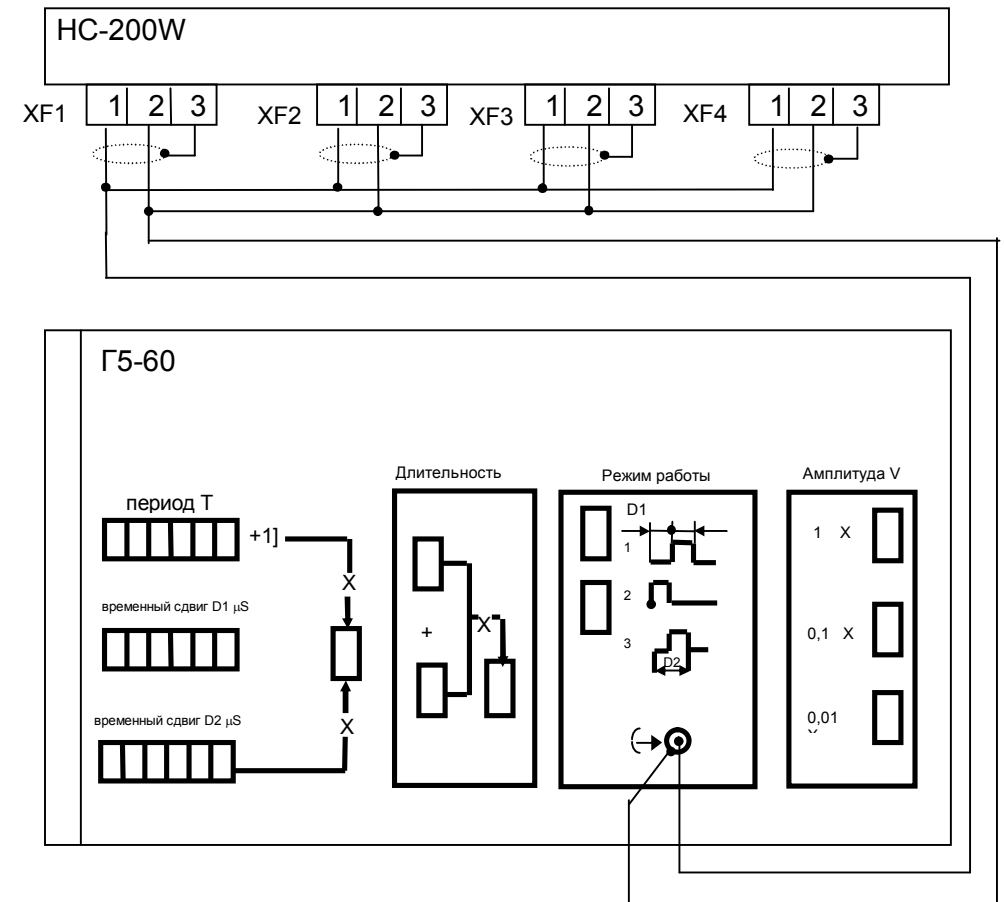 HC-200W
XF1 1 2 3 XF2 1 2 3 XF3 1 2 3 XF4 1 2 3
Г5-60
период Т
+1]
X
временный сдвиг D1 µS
временный сдвиг D2 µS
X
Длительность
+
X
Режим работы
D1
1
2
3
D2
Амплитуда V
1 X
0,1 X
0,01